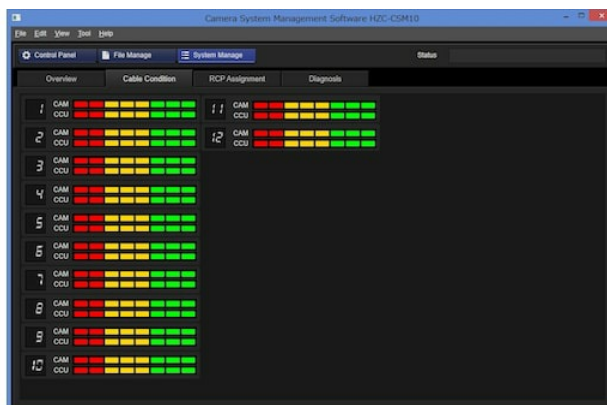 Camera System Management Software HZC-CSM10
File Edit View Tool Help
Control Panel File Manage System Manage Status
Overview Cable Condition RCP Assignment Diagnosis
1 CAM
CCU
2 CAM
CCU
3 CAM
CCU
4 CAM
CCU
5 CAM
CCU
6 CAM
CCU
7 CAM
CCU
8 CAM
CCU
9 CAM
CCU
10 CAM
CCU
11 CAM
CCU
12 CAM
CCU